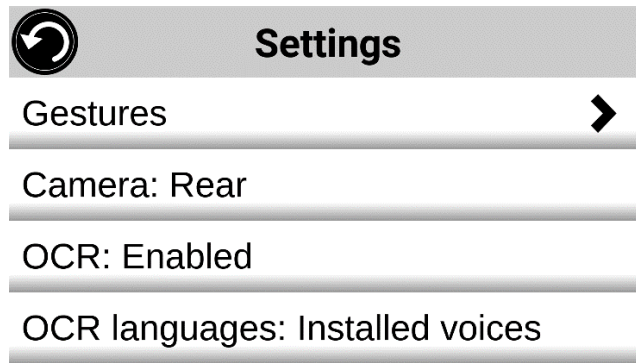 Settings
Gestures
Camera: Rear
OCR: Enabled
OCR languages: Installed voices